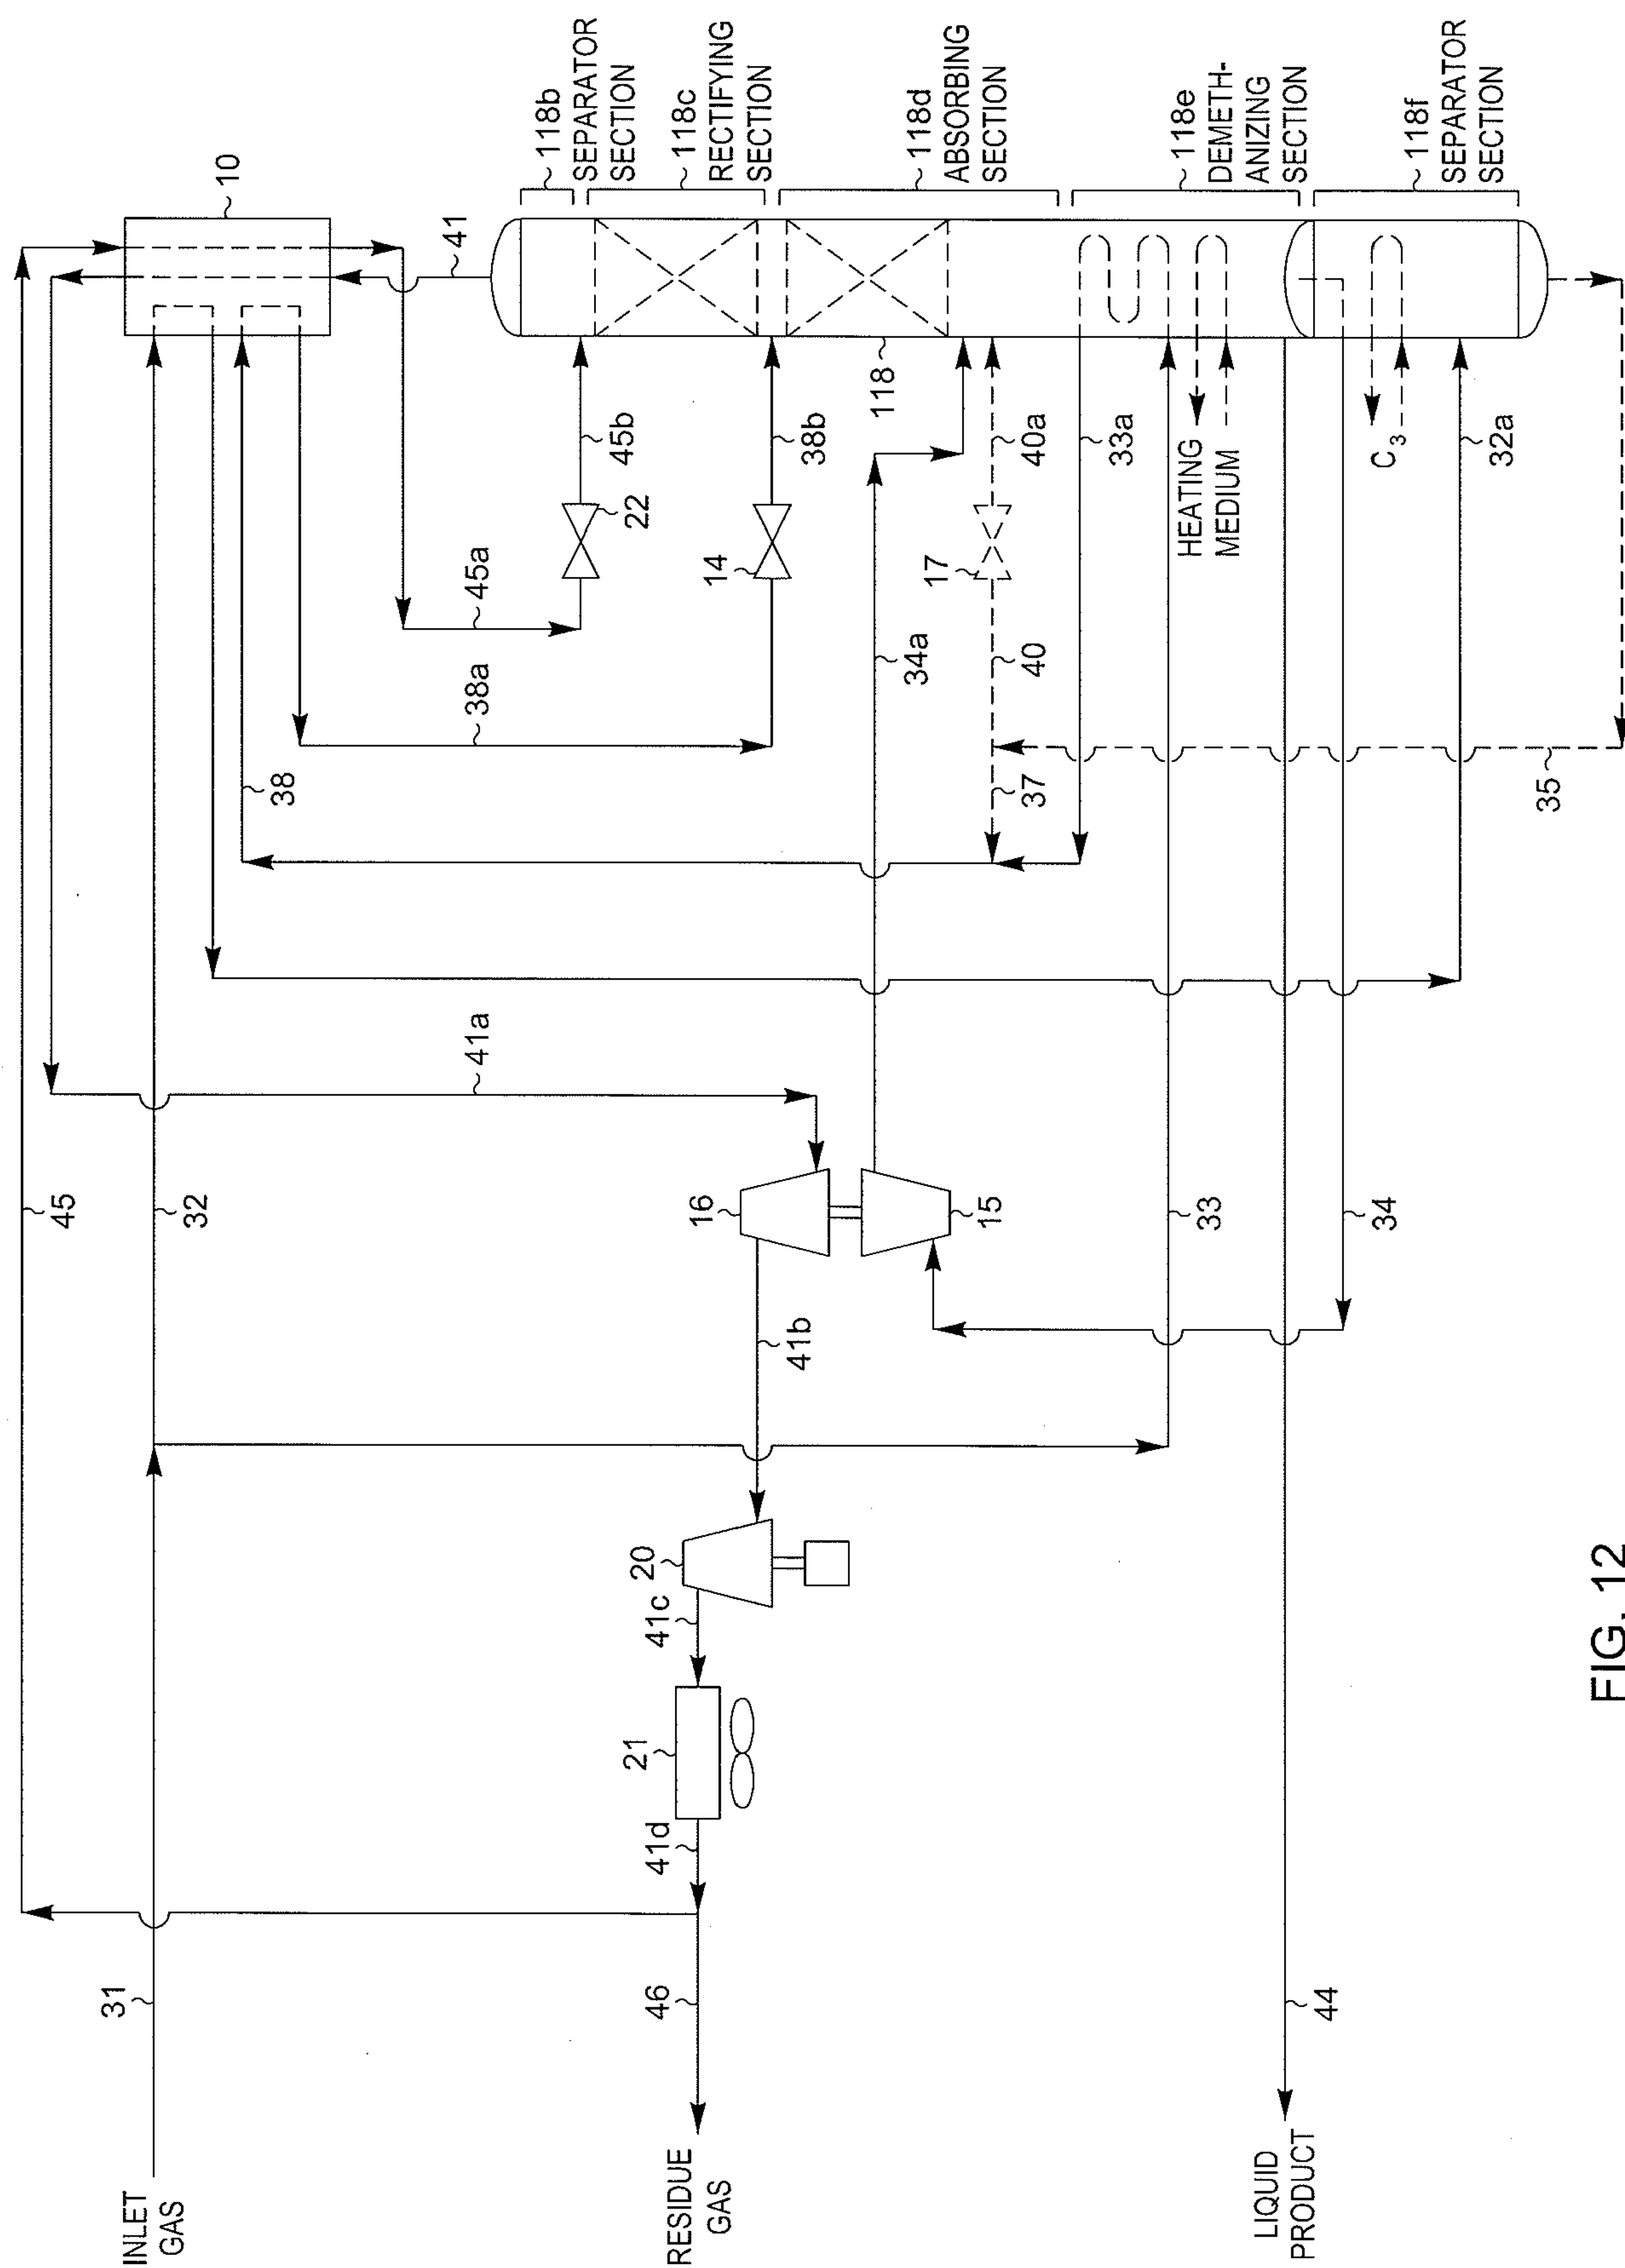 118b
SEPARATOR
SECTION
118c
RECTIFYING
SECTION
118d
ABSORBING
SECTION
118e
DEMETH-
ANIZING
SECTION
118f
SEPARATOR
SECTION
10
41
118
45b
22
38b
14
45a
38a
38
40a
17
40
37
34a
33a
HEATING
MEDIUM
C3
32a
35
41a
45
32
16
15
33
34
41b
20
41c
21
41d
31
46
44
INLET
GAS
RESIDUE
GAS
LIQUID
PRODUCT
FIG. 12